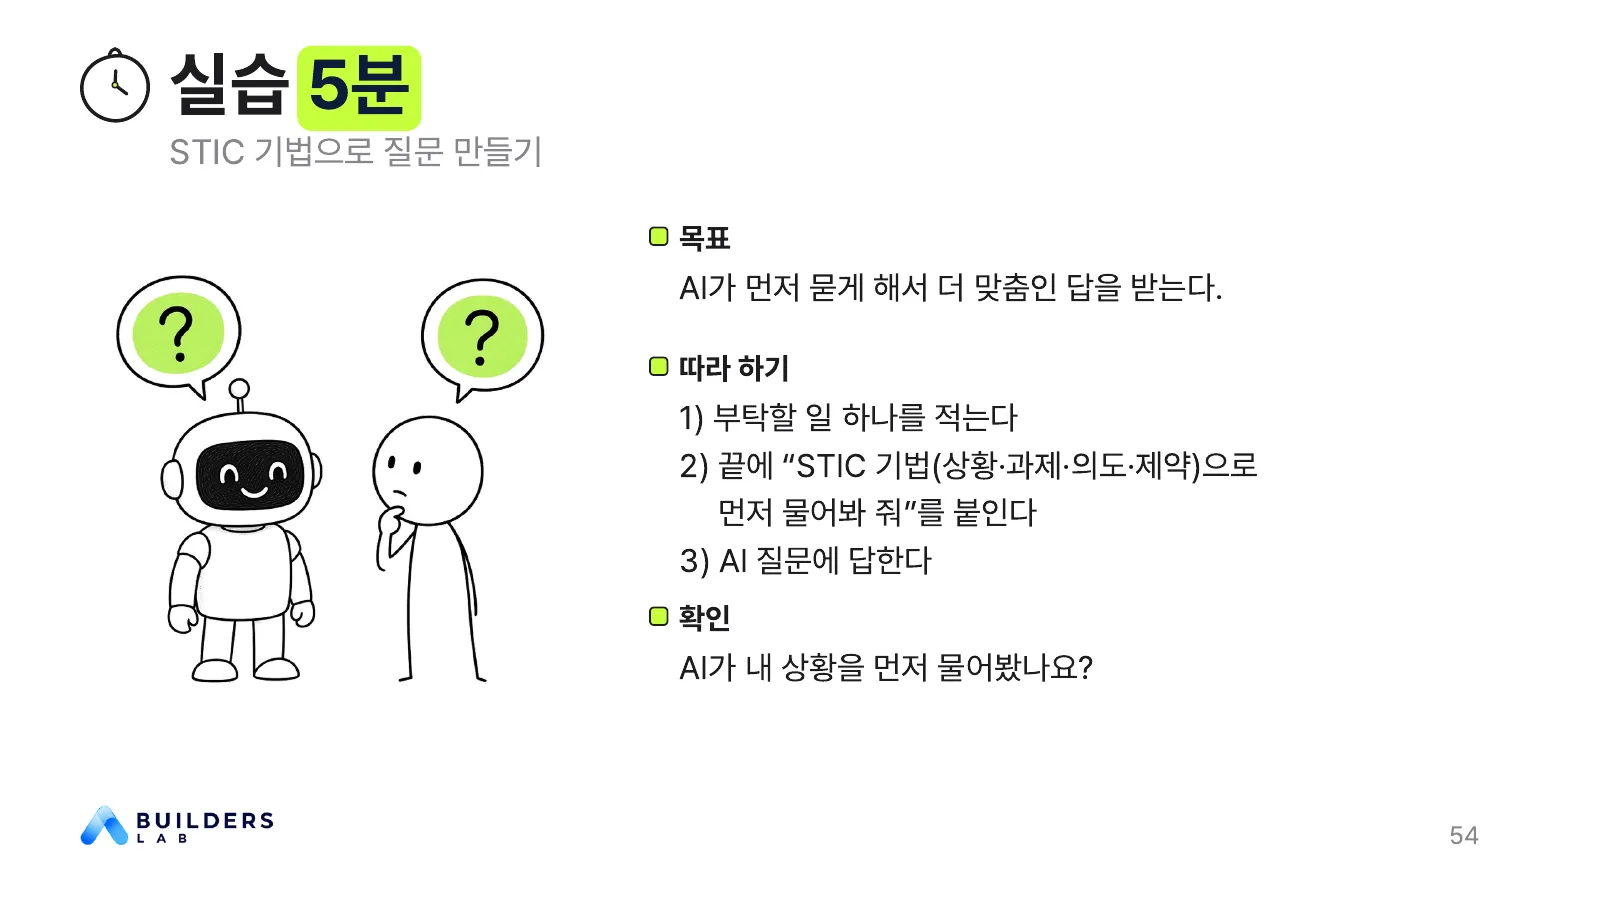 실습 5분
STIC 기법으로 질문 만들기
?
?
목표
AI가 먼저 묻게 해서 더 맞춤인 답을 받는다.
따라 하기
1) 부탁할 일 하나를 적는다
2) 끝에 “STIC 기법(상황·과제·의도·제약)으로
먼저 물어봐 줘”를 붙인다
3) AI 질문에 답한다
확인
AI가 내 상황을 먼저 물어봤나요?
BUILDERS
LAB
54